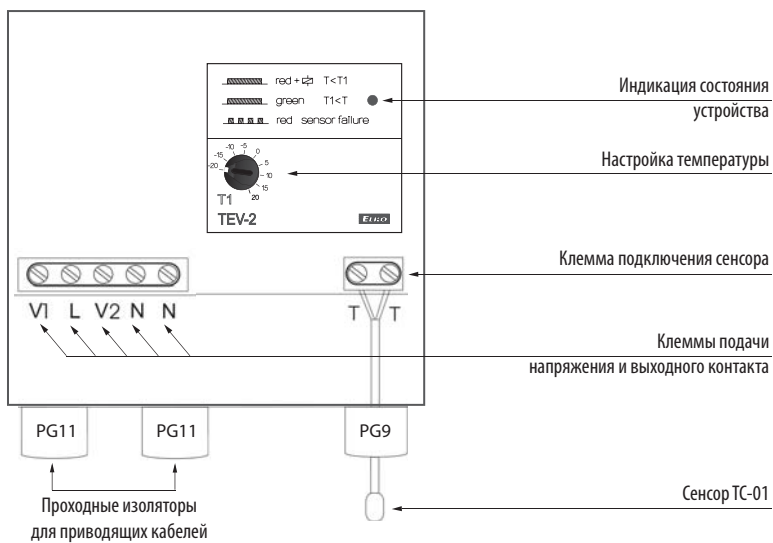 red + T<T1
green T1<T
red sensor failure
Индикация состояния
устройства
-20 -15 -10 -5 0 5 10 15 20
Настройка температуры
T1
TEV-2
ELKO
Клемма подключения сенсора
V1 L V2 N N
T T
Клеммы подачи
напряжения и выходного контакта
PG11 PG11 PG9
Проходные изоляторы
для приводящих кабелей
Сенсор TC-01